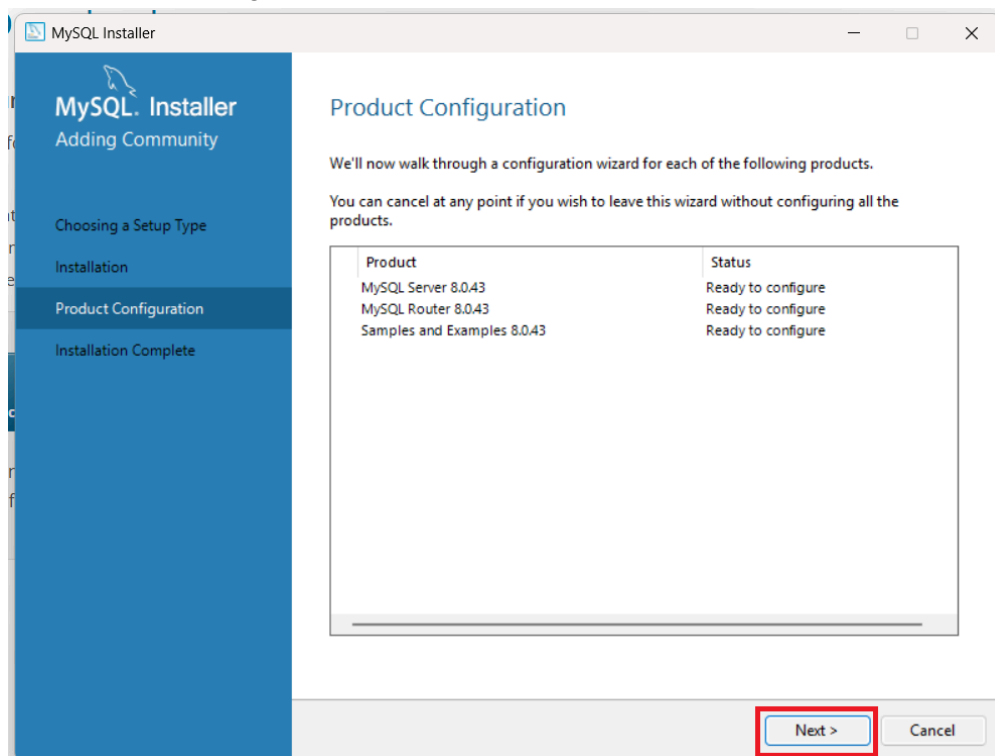 MySQL Installer
MySQL. Installer
Adding Community
Choosing a Setup Type
Installation
Product Configuration
Installation Complete
Product Configuration
We'll now walk through a configuration wizard for each of the following products.
You can cancel at any point if you wish to leave this wizard without configuring all the
products.
Product Status
MySQL Server 8.0.43 Ready to configure
MySQL Router 8.0.43 Ready to configure
Samples and Examples 8.0.43 Ready to configure
Next > Cancel